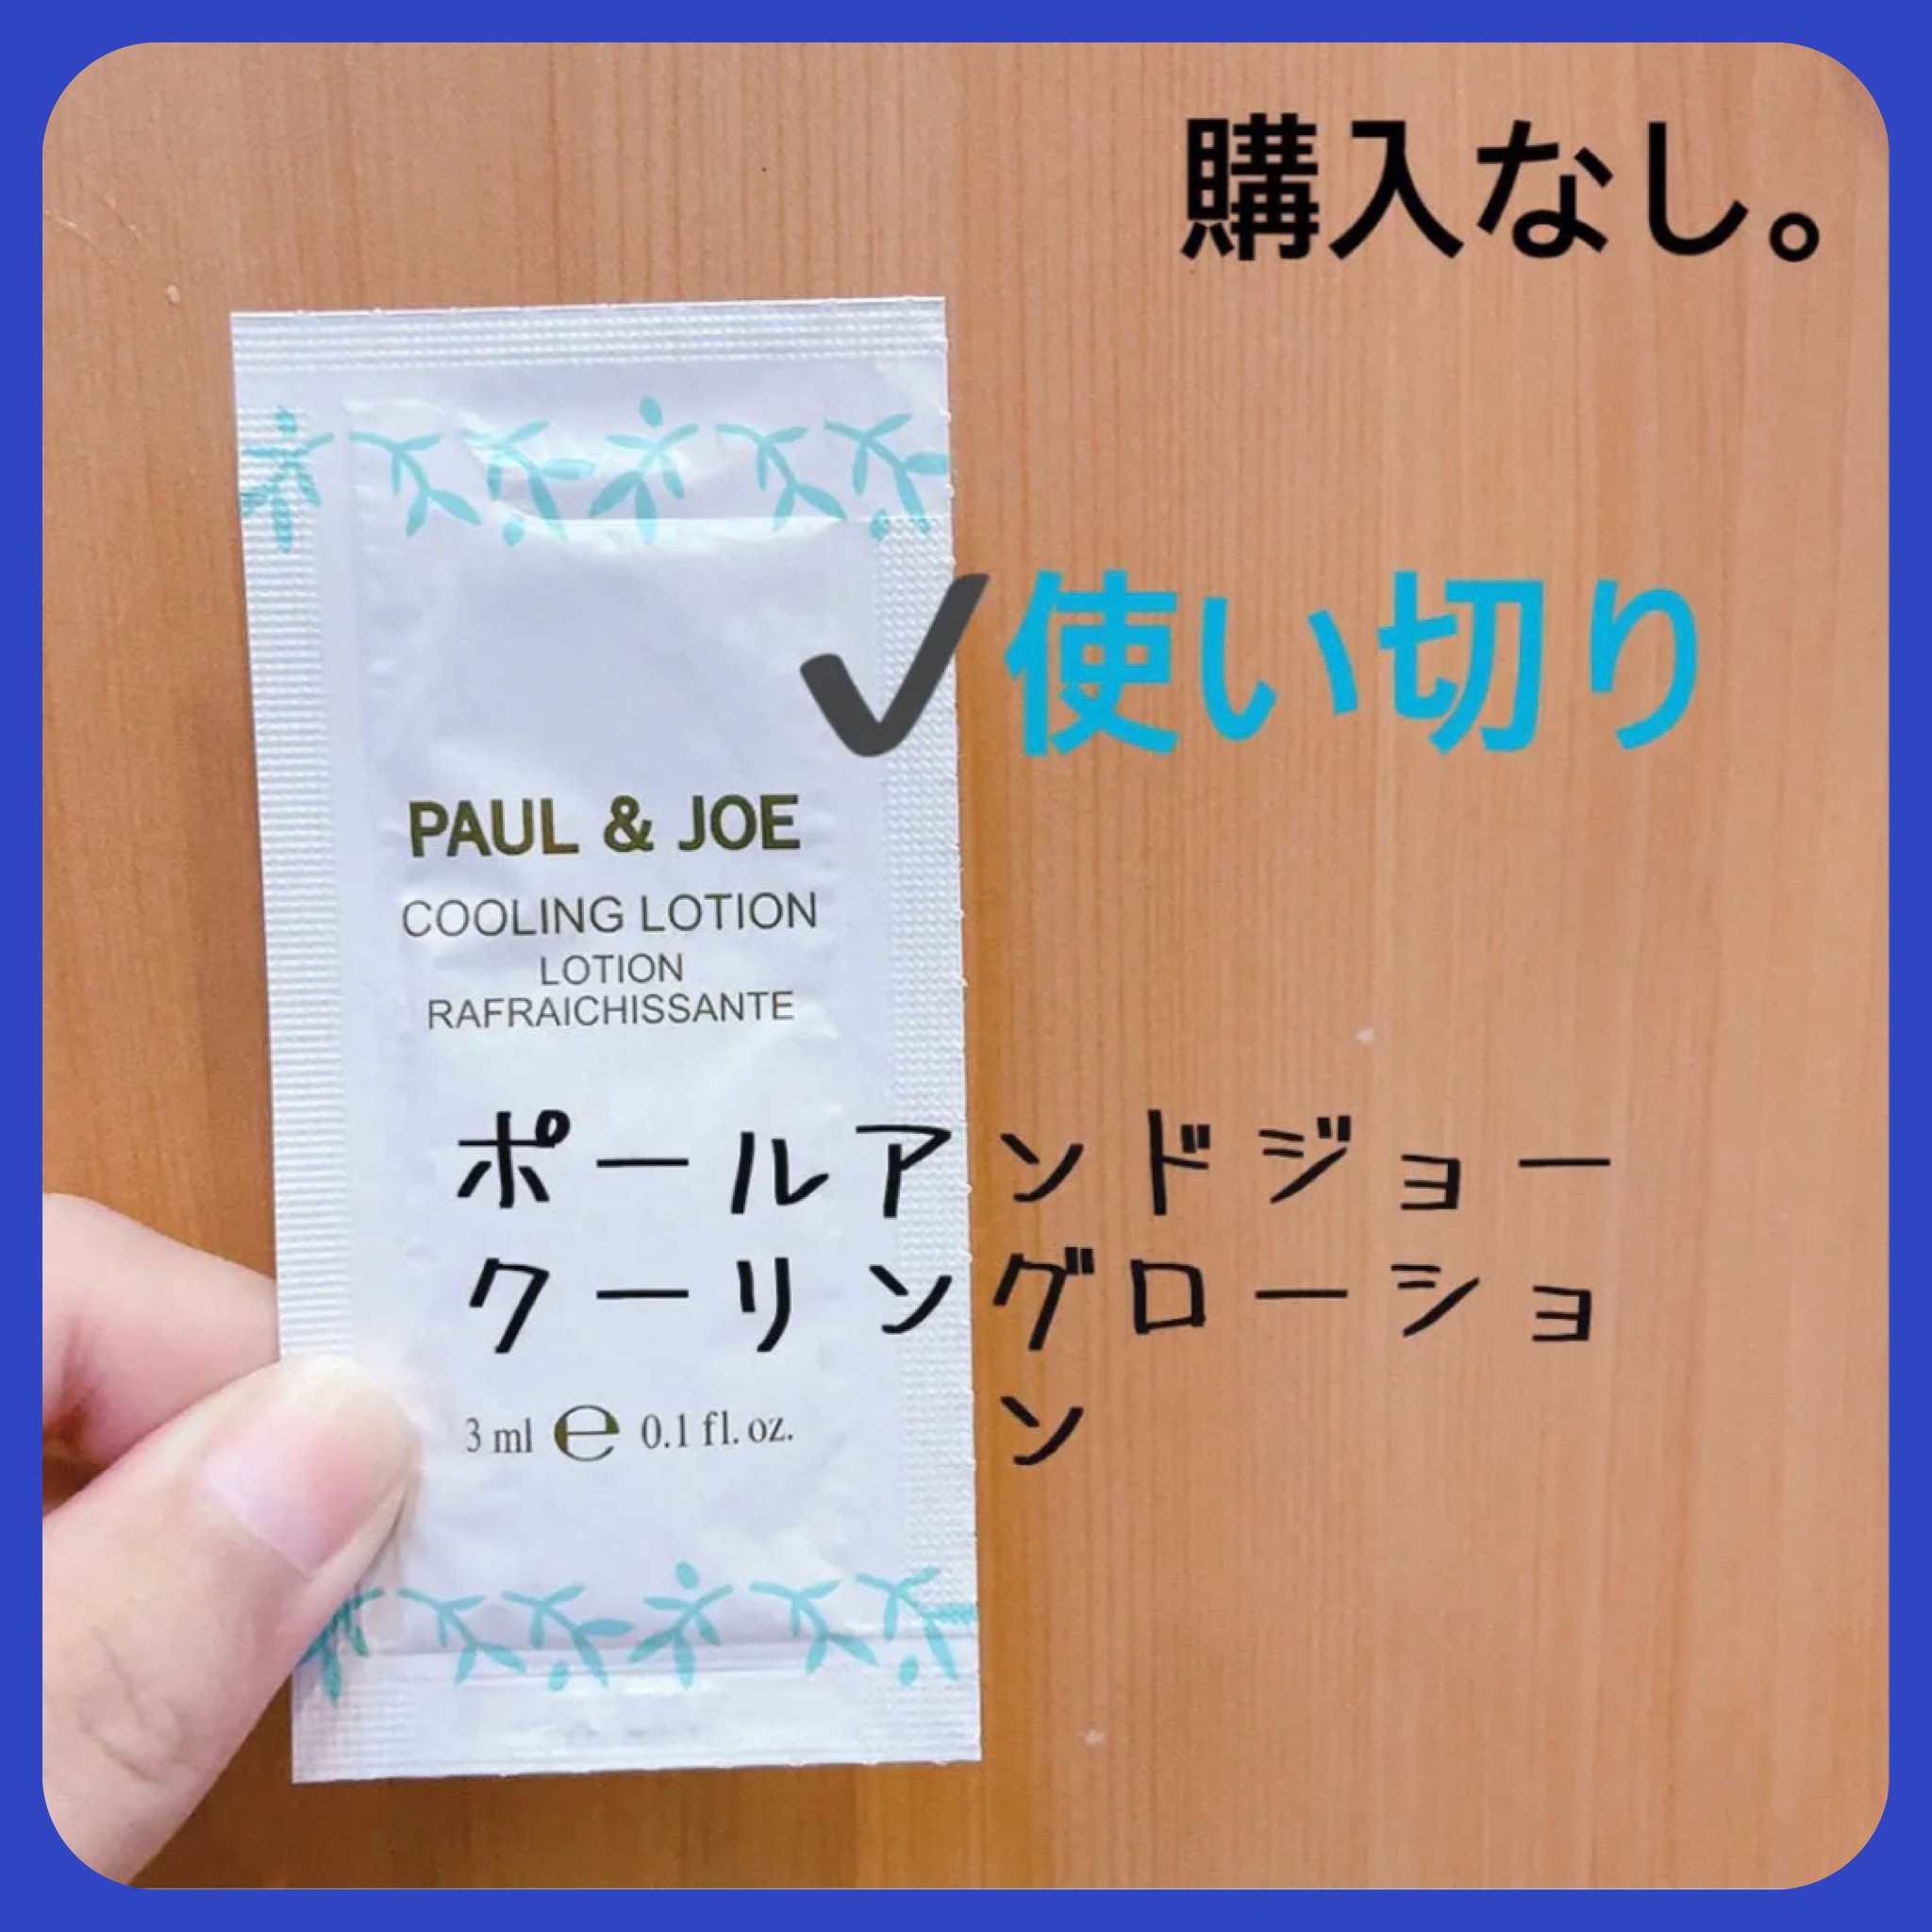 購入なし。
✔使い切り
PAUL & JOE
COOLING LOTION
LOTION
RAFRAICHISSANTE
ポールアンドジョー
クーリングローショ
ン
3 ml e 0.1 fl. oz.